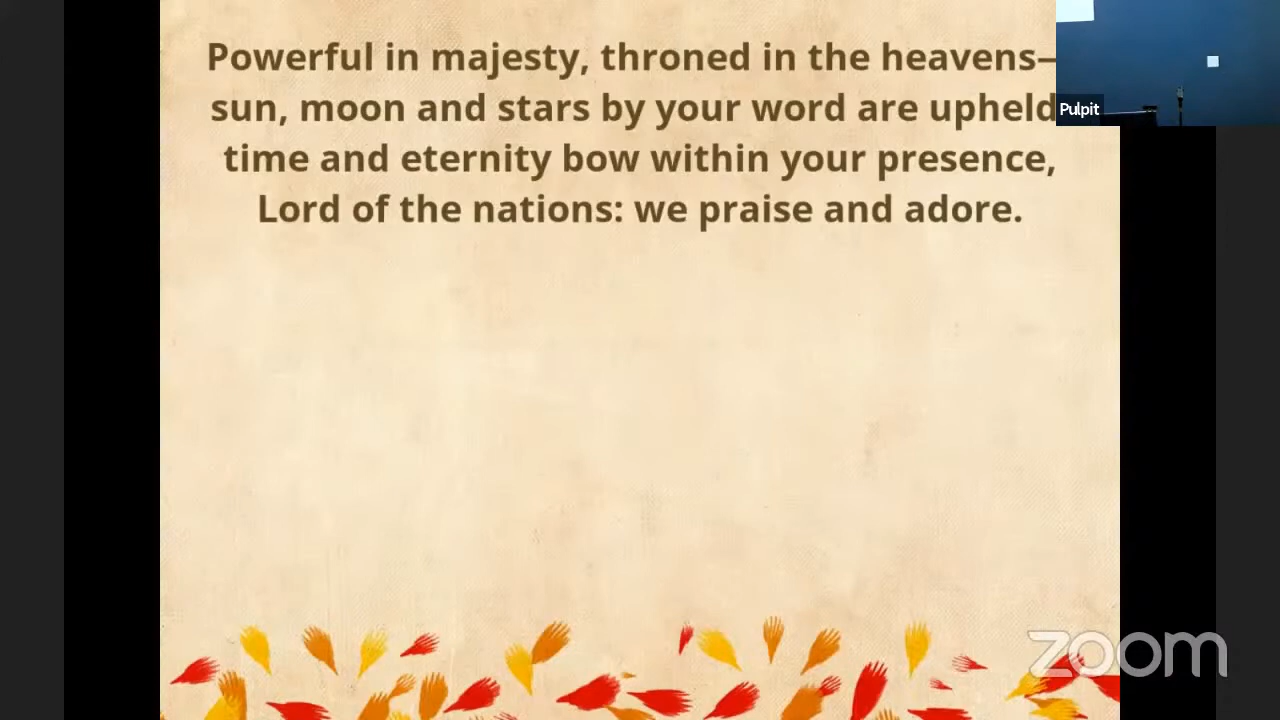 Powerful in majesty, throned in the heavens—
sun, moon and stars by your word are upheld
time and eternity bow within your presence,
Lord of the nations: we praise and adore.
Pulpit
zoom